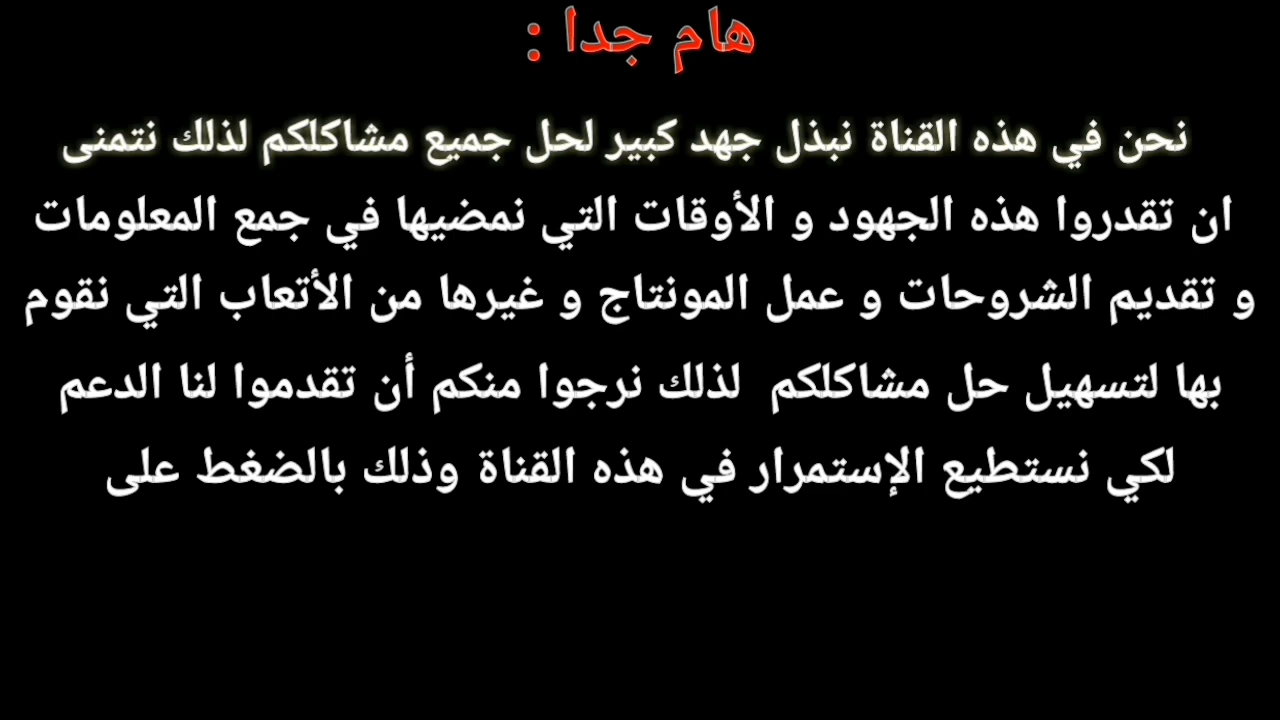 هام جدا :
نحن في هذه القناة نبذل جهد كبير لحل جميع مشاكلكم لذلك نتمنى
ان تقدروا هذه الجهود و الأوقات التي نمضيها في جمع المعلومات
و تقديم الشروحات و عمل المونتاج و غيرها من الأتعاب التي نقوم
بها لتسهيل حل مشاكلكم لذلك نرجوا منكم أن تقدموا لنا الدعم
لكي نستطيع الإستمرار في هذه القناة وذلك بالضغط على